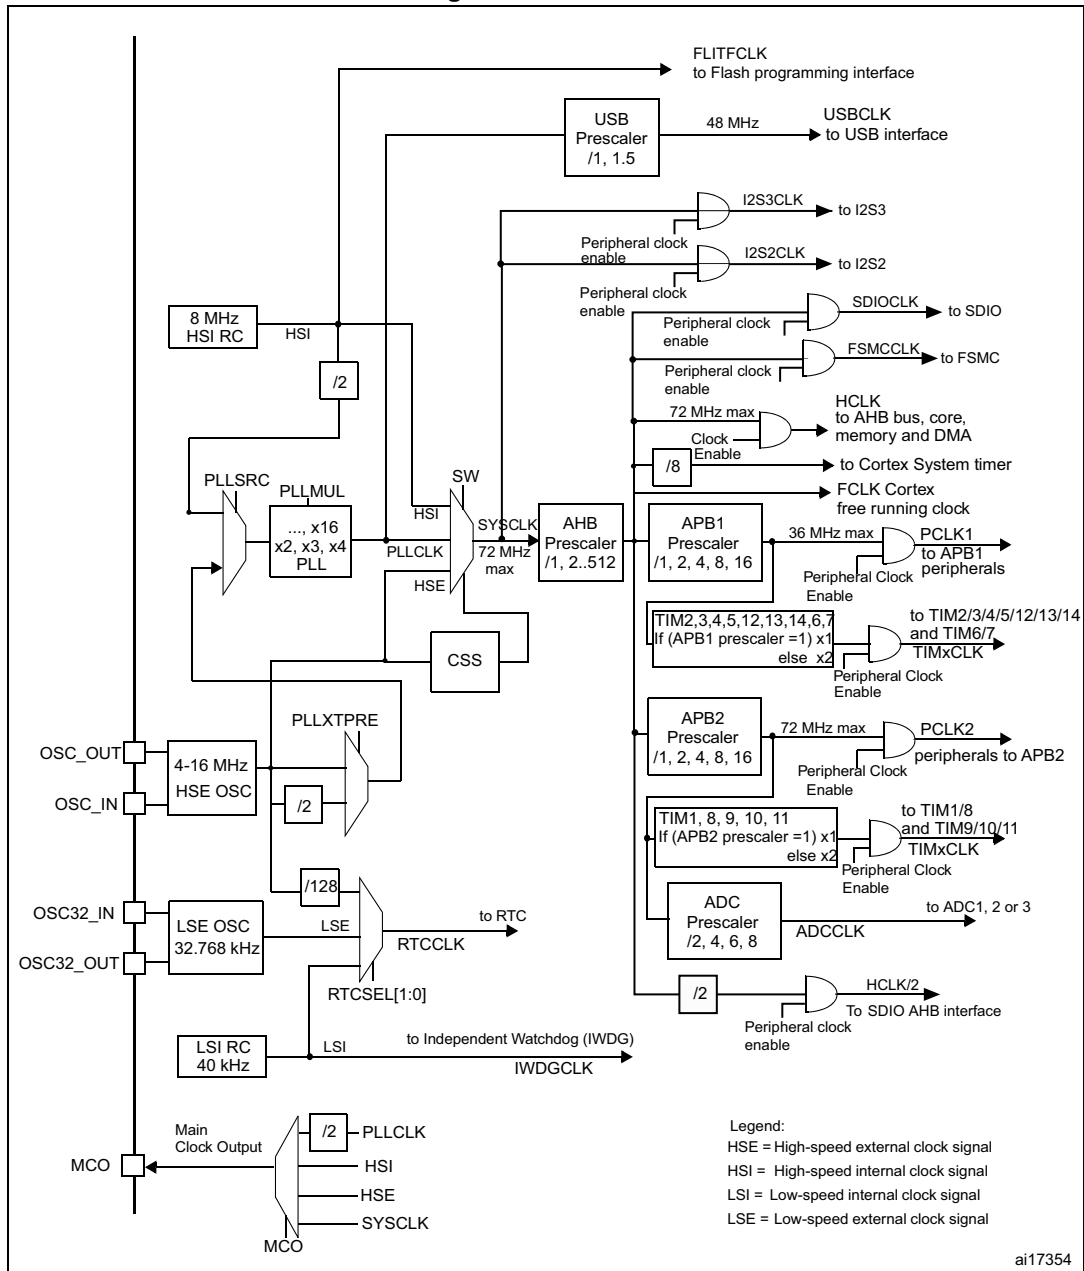 FLITFCLK
to Flash programming interface
USB
Prescaler
/1, 1.5
48 MHz
USBCLK
to USB interface
I2S3CLK
to I2S3
Peripheral clock
enable
I2S2CLK
to I2S2
Peripheral clock
enable
8 MHz
HSI RC
HSI
SDIOCLK
to SDIO
Peripheral clock
enable
FSMCCLK
to FSMC
Peripheral clock
enable
/2
HCLK
to AHB bus, core,
memory and DMA
72 MHz max
Clock
Enable
/8
to Cortex System timer
FCLK Cortex
free running clock
PLLSRC
PLLMUL
..., x16
x2, x3, x4
PLL
SW
HSI
PLLCLK
HSE
SYSCLK
72 MHz
max
AHB
Prescaler
/1, 2..512
APB1
Prescaler
/1, 2, 4, 8, 16
36 MHz max
PCLK1
to APB1
peripherals
Peripheral Clock
Enable
TIM2,3,4,5,12,13,14,6,7
If (APB1 prescaler =1) x1
else x2
to TIM2/3/4/5/12/13/14
and TIM6/7
TIMxCLK
Peripheral Clock
Enable
CSS
PLLXTPRE
OSC_OUT
OSC_IN
4-16 MHz
HSE OSC
/2
APB2
Prescaler
/1, 2, 4, 8, 16
72 MHz max
PCLK2
peripherals to APB2
Peripheral Clock
Enable
TIM1, 8, 9, 10, 11
If (APB2 prescaler =1) x1
else x2
to TIM1/8
and TIM9/10/11
TIMxCLK
Peripheral Clock
Enable
/128
OSC32_IN
OSC32_OUT
LSE OSC
32.768 kHz
LSE
to RTC
RTCCLK
RTCSEL[1:0]
ADC
Prescaler
/2, 4, 6, 8
to ADC1, 2 or 3
ADCCLK
/2
HCLK/2
To SDIO AHB interface
Peripheral clock
enable
LSI RC
40 kHz
LSI
to Independent Watchdog (IWDG)
IWDGCLK
Main
Clock Output
MCO
/2
PLLCLK
HSI
HSE
SYSCLK
MCO
Legend:
HSE = High-speed external clock signal
HSI = High-speed internal clock signal
LSI = Low-speed internal clock signal
LSE = Low-speed external clock signal
ai17354